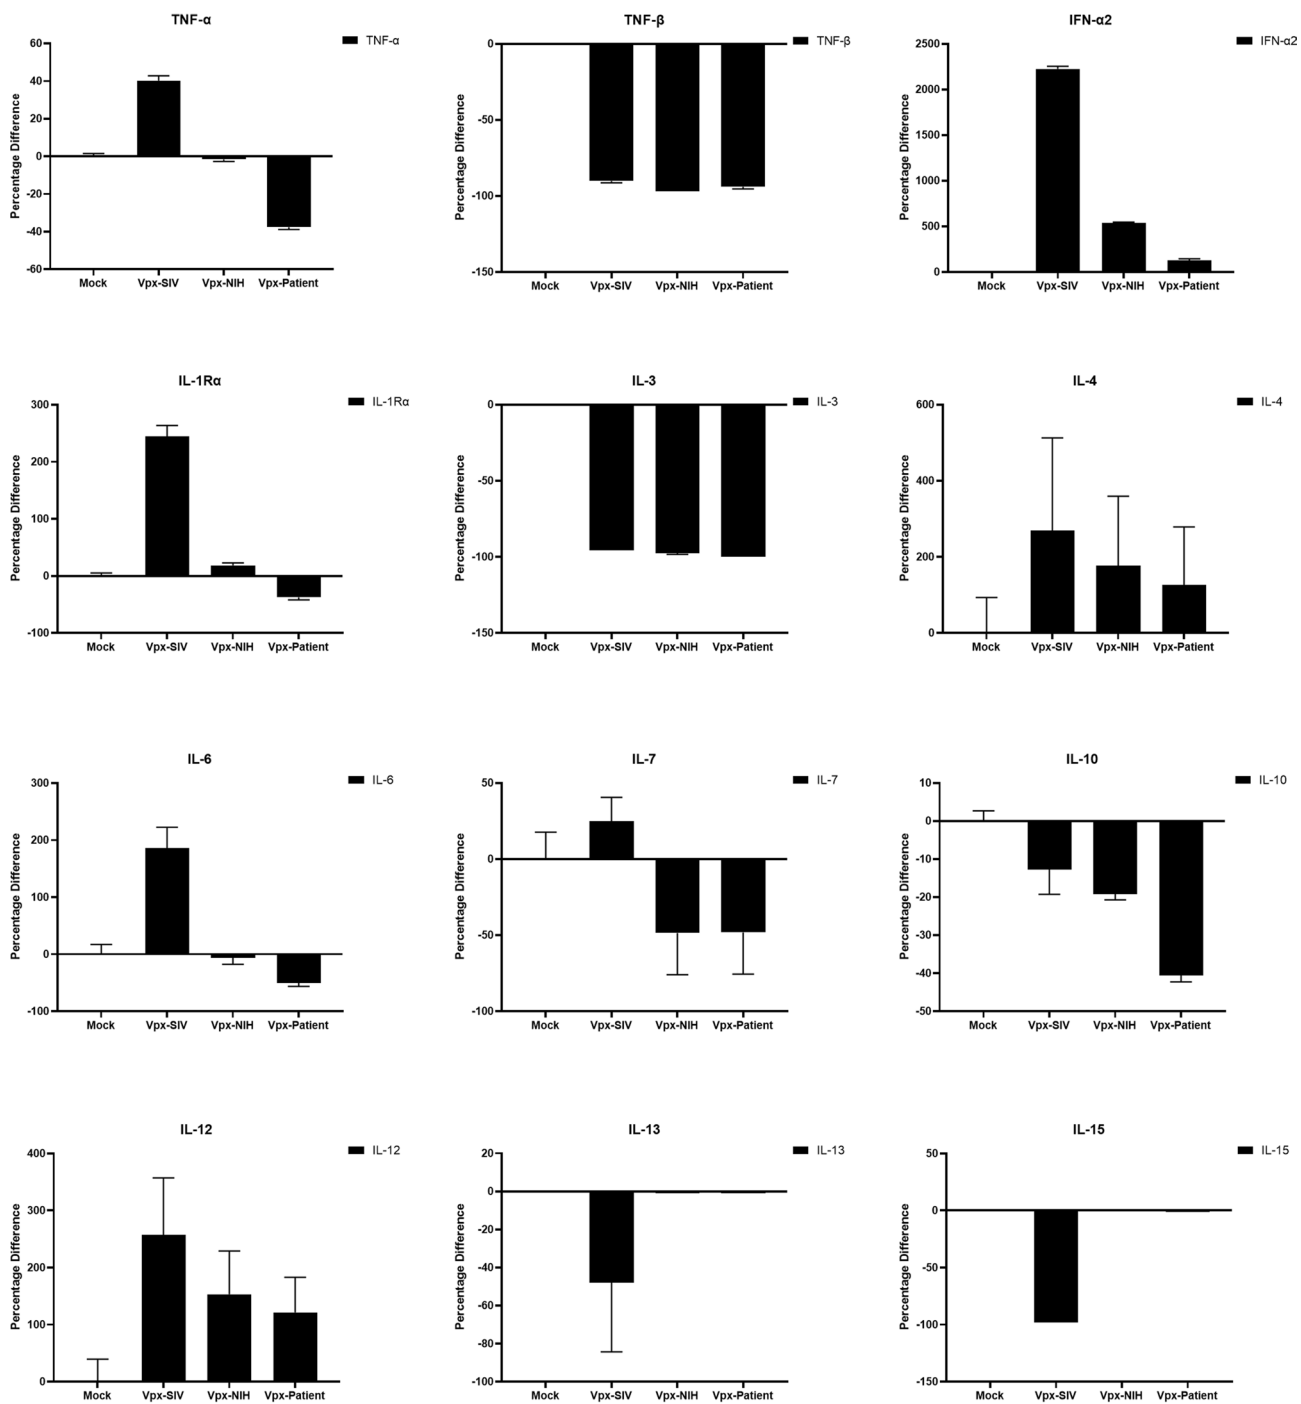 TNF-α
TNF-α
Percentage Difference
60
40
20
0
-20
-40
-60
Mock Vpx-SIV Vpx-NIH Vpx-Patient
TNF-β
TNF-β
Percentage Difference
0
-50
-100
-150
Mock Vpx-SIV Vpx-NIH Vpx-Patient
IFN-α2
IFN-α2
Percentage Difference
2500
2000
1500
1000
500
0
Mock Vpx-SIV Vpx-NIH Vpx-Patient
IL-1Rα
IL-1Rα
Percentage Difference
300
200
100
0
-100
Mock Vpx-SIV Vpx-NIH Vpx-Patient
IL-3
IL-3
Percentage Difference
0
-50
-100
-150
Mock Vpx-SIV Vpx-NIH Vpx-Patient
IL-4
IL-4
Percentage Difference
600
400
200
0
Mock Vpx-SIV Vpx-NIH Vpx-Patient
IL-6
IL-6
Percentage Difference
300
200
100
0
-100
Mock Vpx-SIV Vpx-NIH Vpx-Patient
IL-7
IL-7
Percentage Difference
50
0
-50
-100
Mock Vpx-SIV Vpx-NIH Vpx-Patient
IL-10
IL-10
Percentage Difference
10
0
-10
-20
-30
-40
-50
Mock Vpx-SIV Vpx-NIH Vpx-Patient
IL-12
IL-12
Percentage Difference
400
300
200
100
0
Mock Vpx-SIV Vpx-NIH Vpx-Patient
IL-13
IL-13
Percentage Difference
20
0
-20
-40
-60
-80
-100
Mock Vpx-SIV Vpx-NIH Vpx-Patient
IL-15
IL-15
Percentage Difference
50
0
-50
-100
-150
Mock Vpx-SIV Vpx-NIH Vpx-Patient